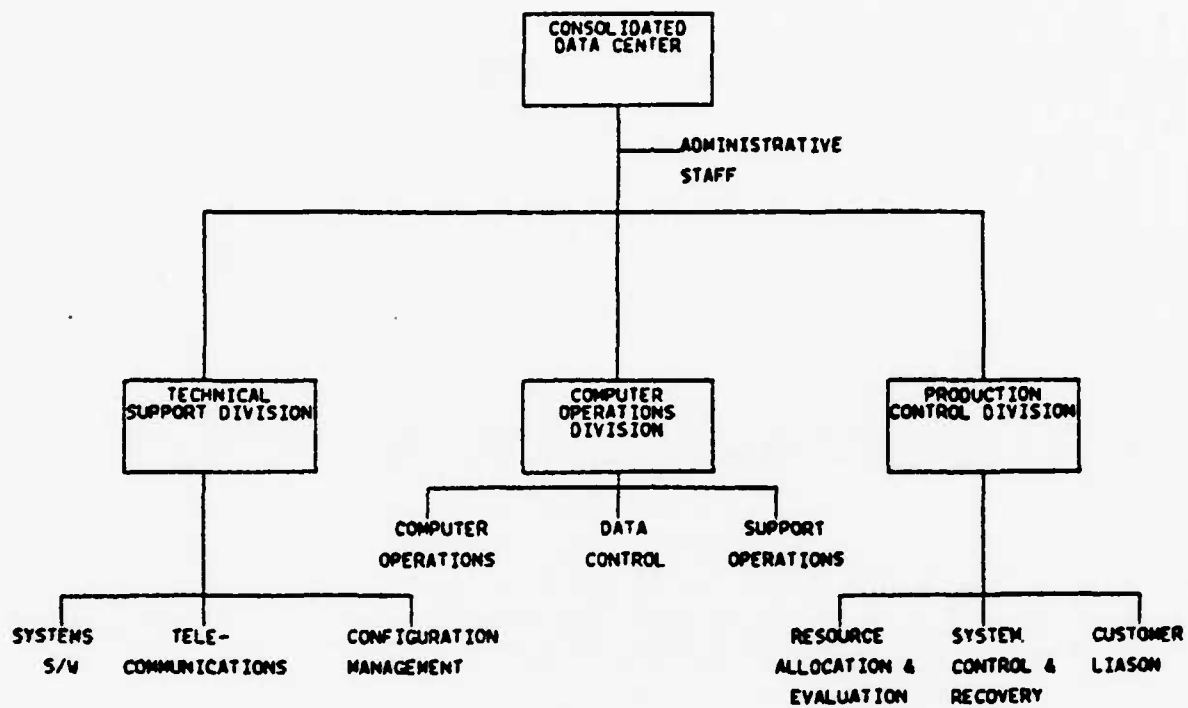 CONSOLIDATED
DATA CENTER
ADMINISTRATIVE
STAFF
TECHNICAL
SUPPORT DIVISION
COMPUTER
OPERATIONS
DIVISION
PRODUCTION
CONTROL DIVISION
COMPUTER
OPERATIONS
DATA
CONTROL
SUPPORT
OPERATIONS
SYSTEMS
S/W
TELE-
COMMUNICATIONS
CONFIGURATION
MANAGEMENT
RESOURCE
ALLOCATION &
EVALUATION
SYSTEM
CONTROL &
RECOVERY
CUSTOMER
LIASON